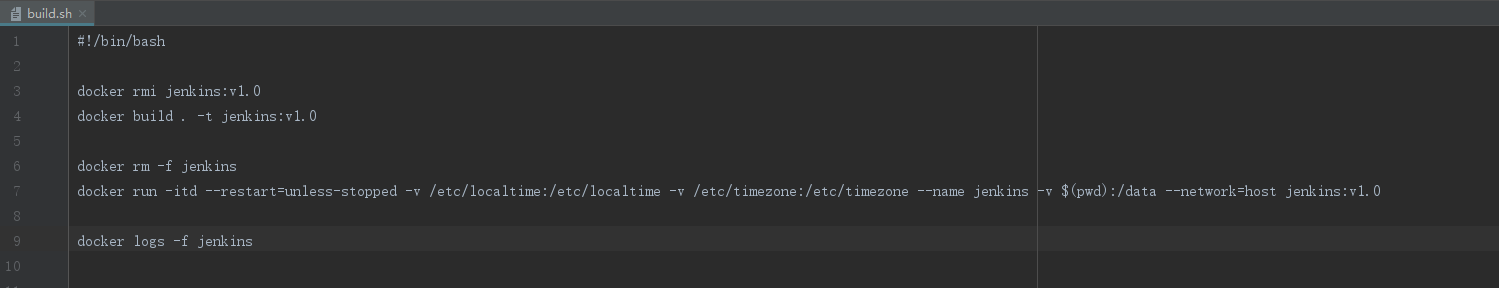 build.sh
1 #!/bin/bash
2
3 docker rmi jenkins:v1.0
4 docker build . -t jenkins:v1.0
5
6 docker rm -f jenkins
7 docker run -itd --restart=unless-stopped -v /etc/localtime:/etc/localtime -v /etc/timezone:/etc/timezone --name jenkins -v $(pwd):/data --network=host jenkins:v1.0
8
9 docker logs -f jenkins
10